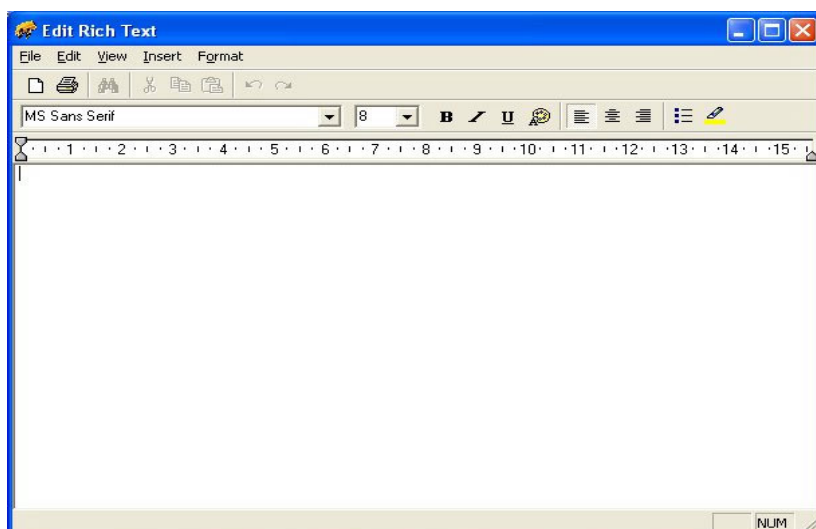 Edit Rich Text
File Edit View Insert Format
MS Sans Serif 8 B I U
1 2 3 4 5 6 7 8 9 10 11 12 13 14 15
NUM